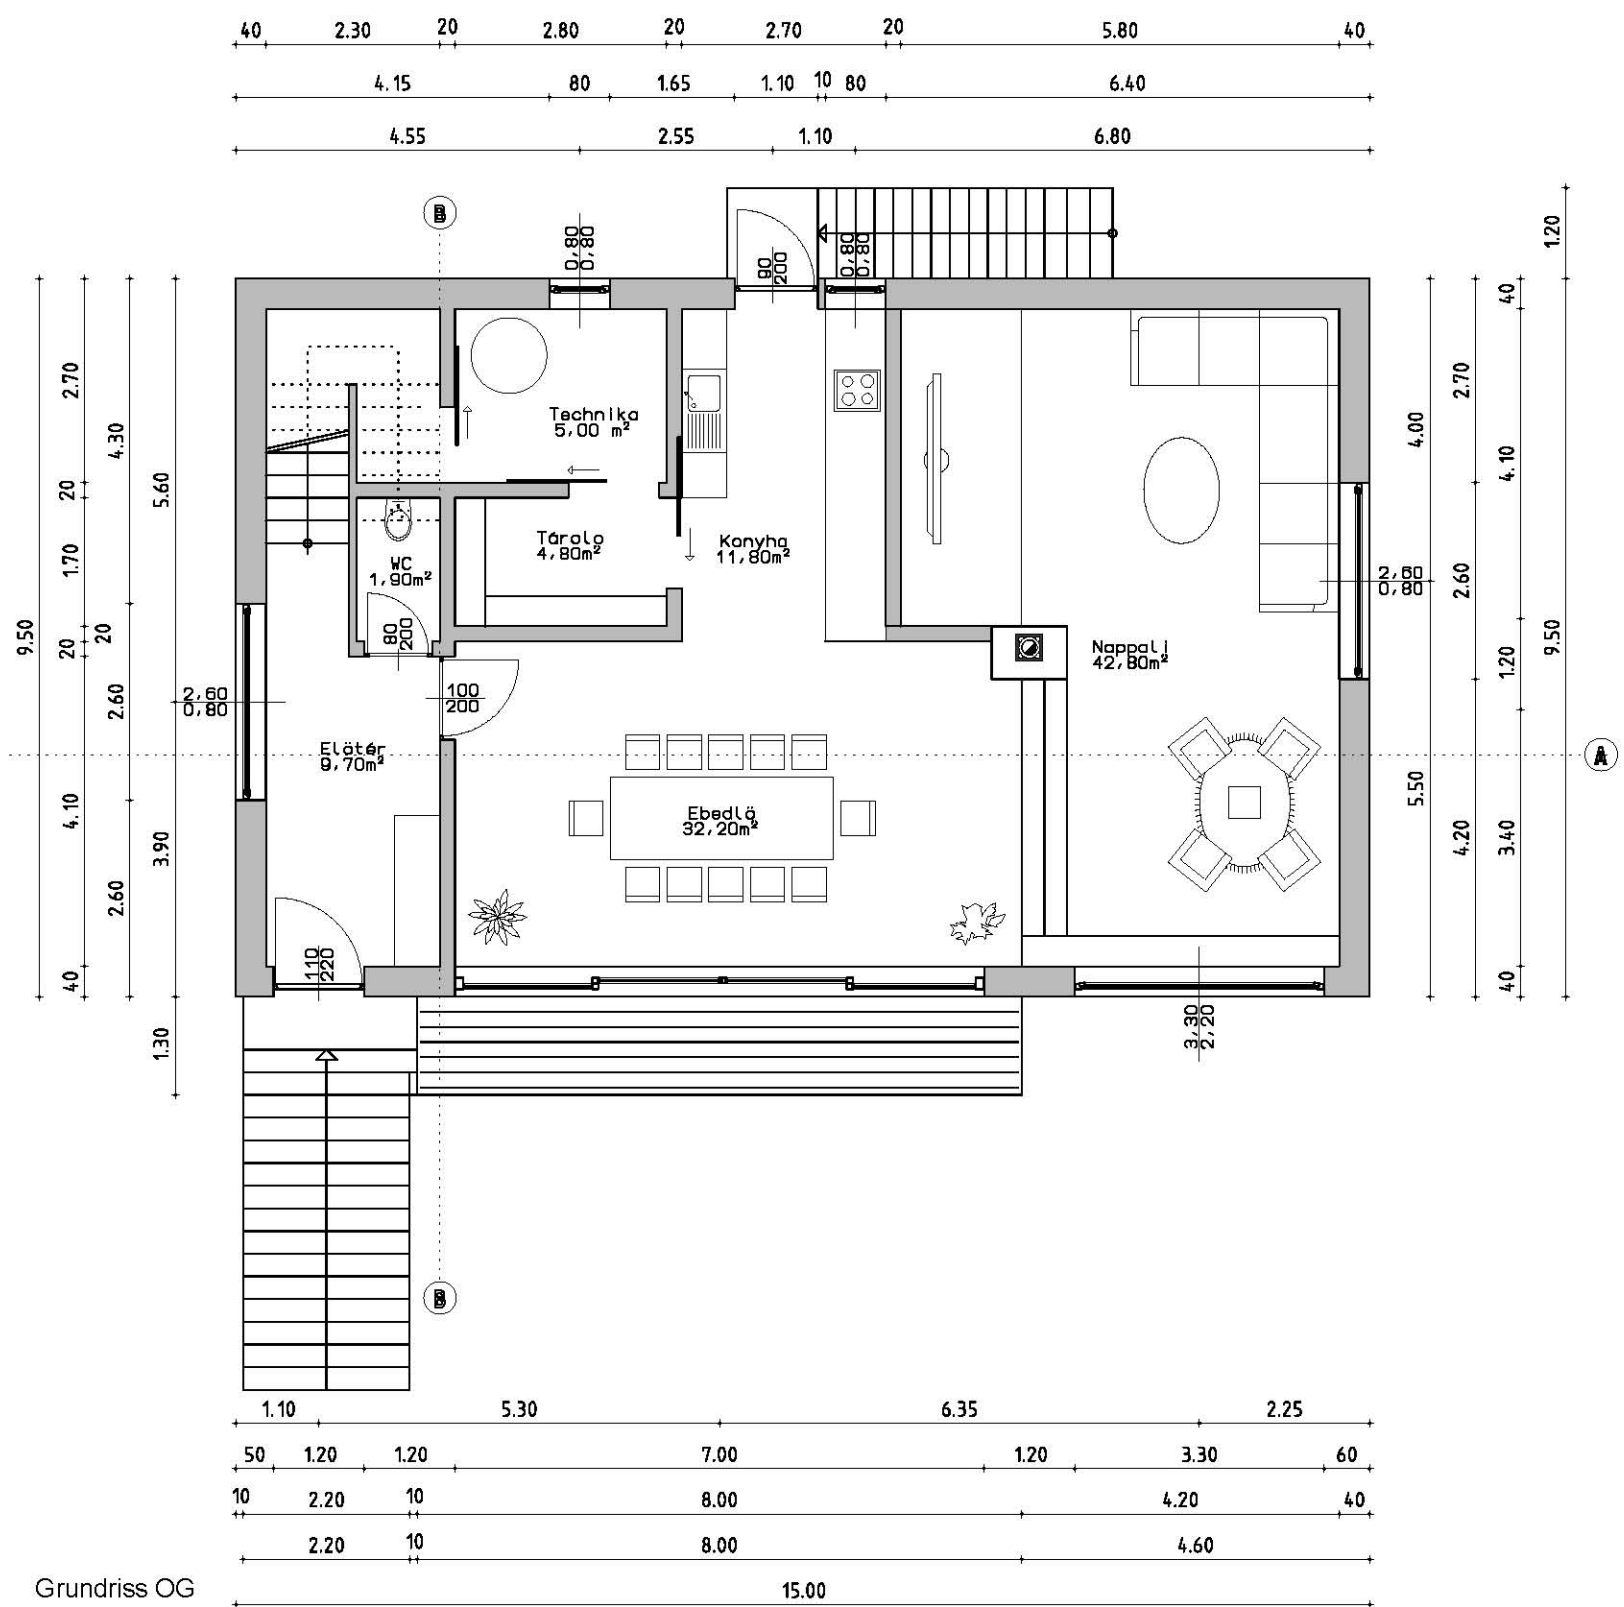 40 2.30 20 2.80 20 2.70 20 5.80 40
4.15 80 1.65 1.10 10 80 6.40
4.55 2.55 1.10 6.80
B
0,80
0,80
90
200
0,80
0,80
1.20
9.50
2.70 20 1.70 20 4.10 40
4.30 20 2.60 2.60
5.60 3.90 1.30
Technika
5,00 m²
Tároló
4,80m²
Konyha
11,80m²
WC
1,90m²
80
200
100
200
2,60
0,80
Elötér
9,70m²
110
220
Ebedlö
32,20m²
Nappali
42,80m²
2,60
0,80
3,30
2,20
4.00 5.50
2.70 2.60 4.20
40 4.10 1.20 3.40 40
9.50
A
B
1.10 5.30 6.35 2.25
50 1.20 1.20 7.00 1.20 3.30 60
10 2.20 10 8.00 4.20 40
2.20 10 8.00 4.60
Grundriss OG
15.00